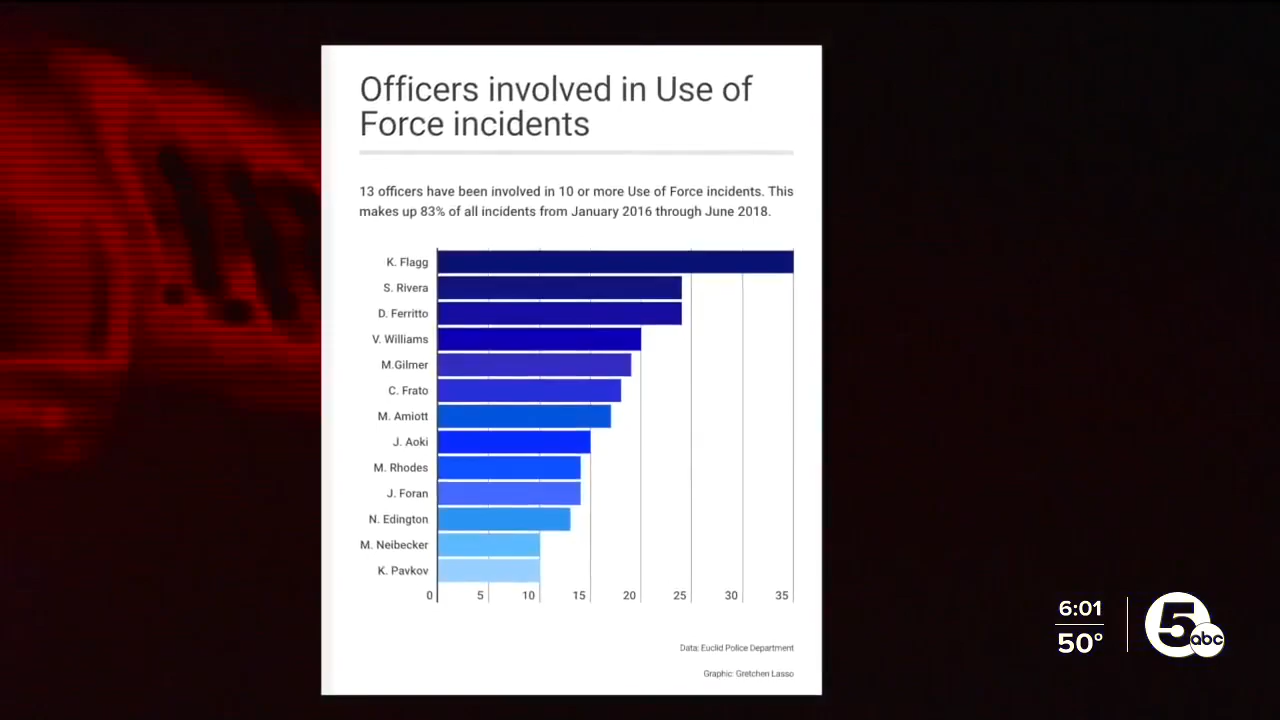 Officers involved in Use of
Force incidents
13 officers have been involved in 10 or more Use of Force incidents. This
makes up 83% of all incidents from January 2016 through June 2018.
K. Flagg
S. Rivera
D. Ferritto
V. Williams
M.Gilmer
C. Frato
M. Amiott
J. Aoki
M. Rhodes
J. Foran
N. Edington
M. Neibecker
K. Pavkov
0 5 10 15 20 25 30 35
Data: Euclid Police Department
Graphic: Gretchen Lasso
6:01
50°
5 abc